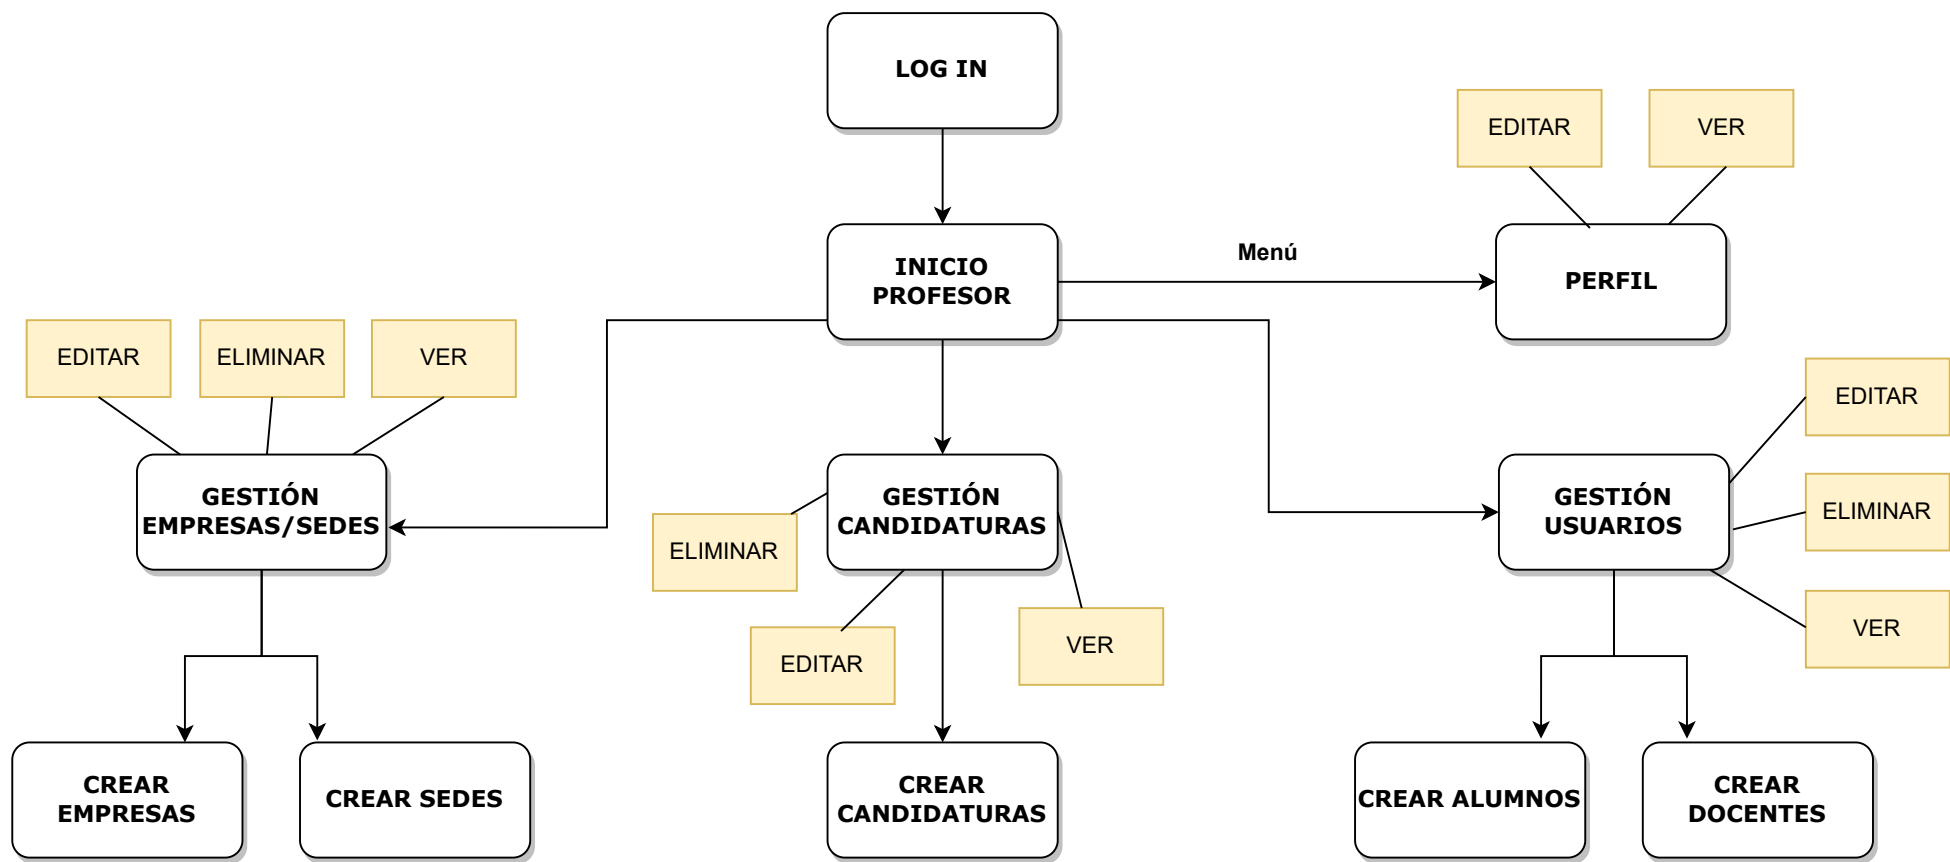 LOG IN
EDITAR
VER
INICIO
PROFESOR
Menú
PERFIL
EDITAR
ELIMINAR
VER
EDITAR
GESTIÓN
EMPRESAS/SEDES
GESTIÓN
CANDIDATURAS
GESTIÓN
USUARIOS
ELIMINAR
ELIMINAR
EDITAR
VER
VER
CREAR
EMPRESAS
CREAR SEDES
CREAR
CANDIDATURAS
CREAR ALUMNOS
CREAR
DOCENTES